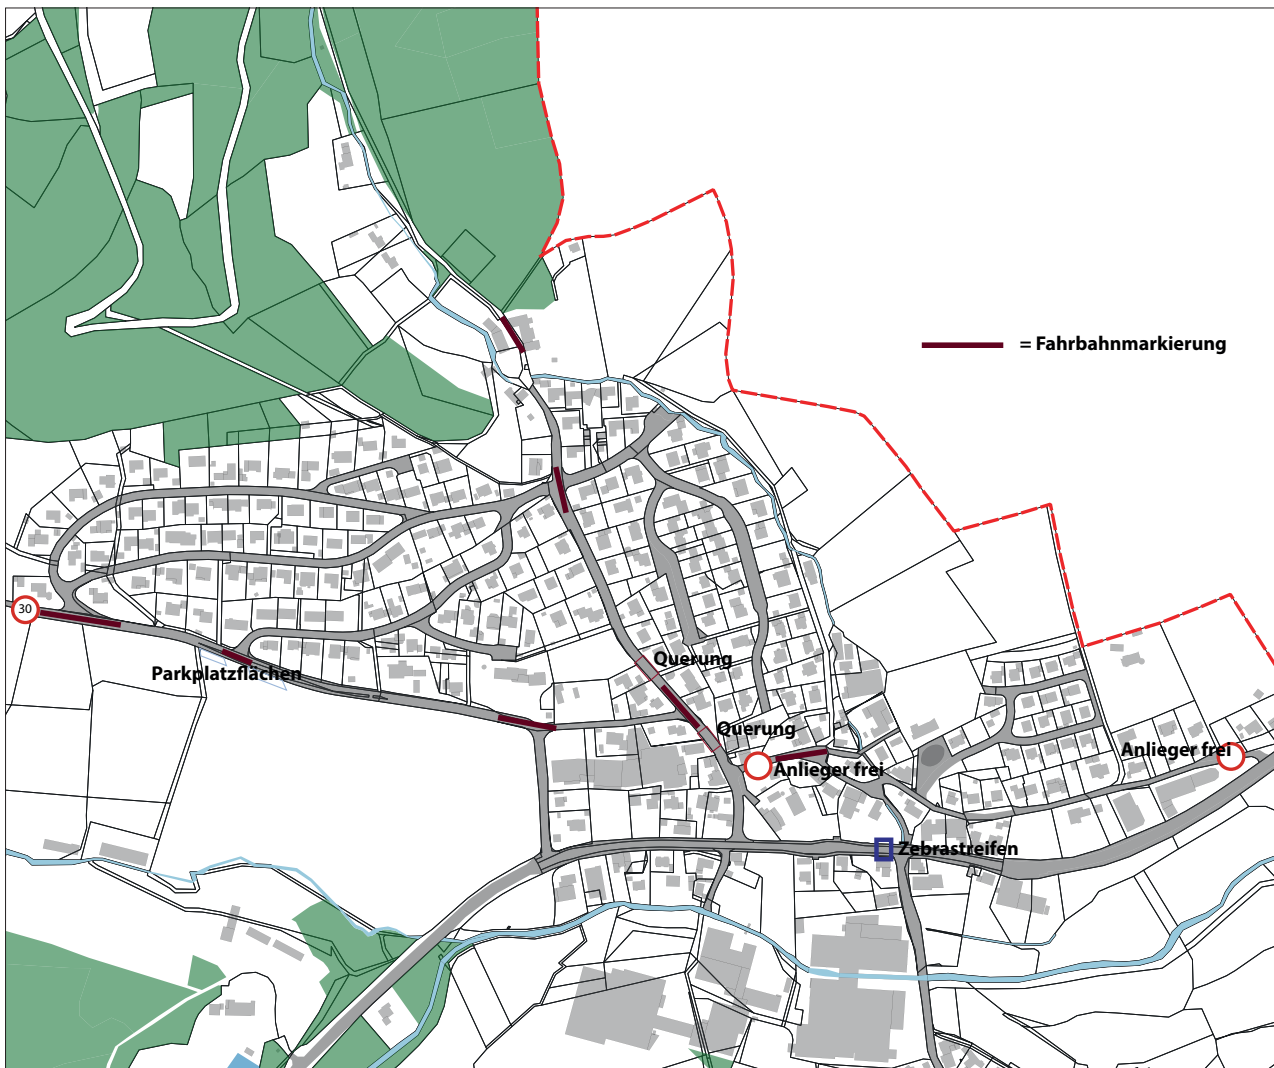 = Fahrbahnmarkierung
30
Querung
Parkplatzflächen
Querung
Anlieger frei
Anlieger frei
Zebrastreifen